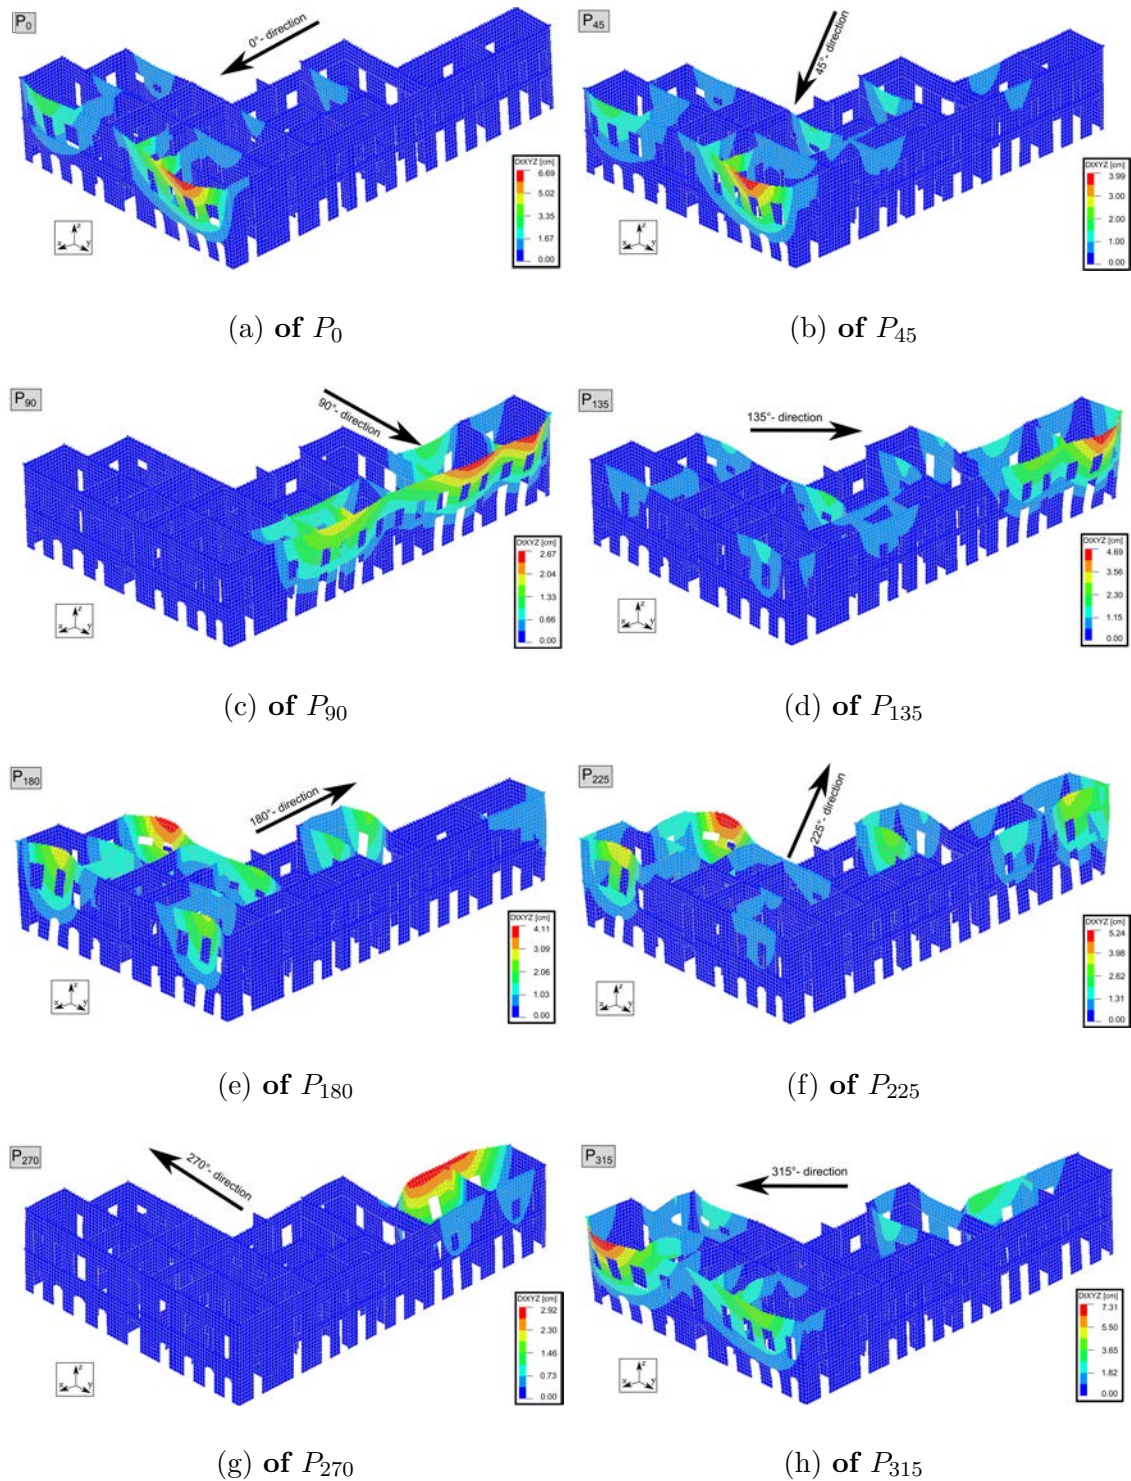 P0
0°- direction
DtXYZ [cm]
6.69
5.02
3.35
1.67
0.00
z
x
y
(a) of P0
P45
45°- direction
DtXYZ [cm]
3.99
3.00
2.00
1.00
0.00
z
x
y
(b) of P45
P90
90°- direction
DtXYZ [cm]
2.67
2.04
1.33
0.66
0.00
z
x
y
(c) of P90
P135
135°- direction
DtXYZ [cm]
4.69
3.56
2.30
1.15
0.00
z
x
y
(d) of P135
P180
180°- direction
DtXYZ [cm]
4.11
3.09
2.06
1.03
0.00
z
x
y
(e) of P180
P225
225°- direction
DtXYZ [cm]
5.24
3.98
2.62
1.31
0.00
z
x
y
(f) of P225
P270
270°- direction
DtXYZ [cm]
2.92
2.30
1.46
0.73
0.00
z
x
y
(g) of P270
P315
315°- direction
DtXYZ [cm]
7.31
5.50
3.65
1.82
0.00
z
x
y
(h) of P315